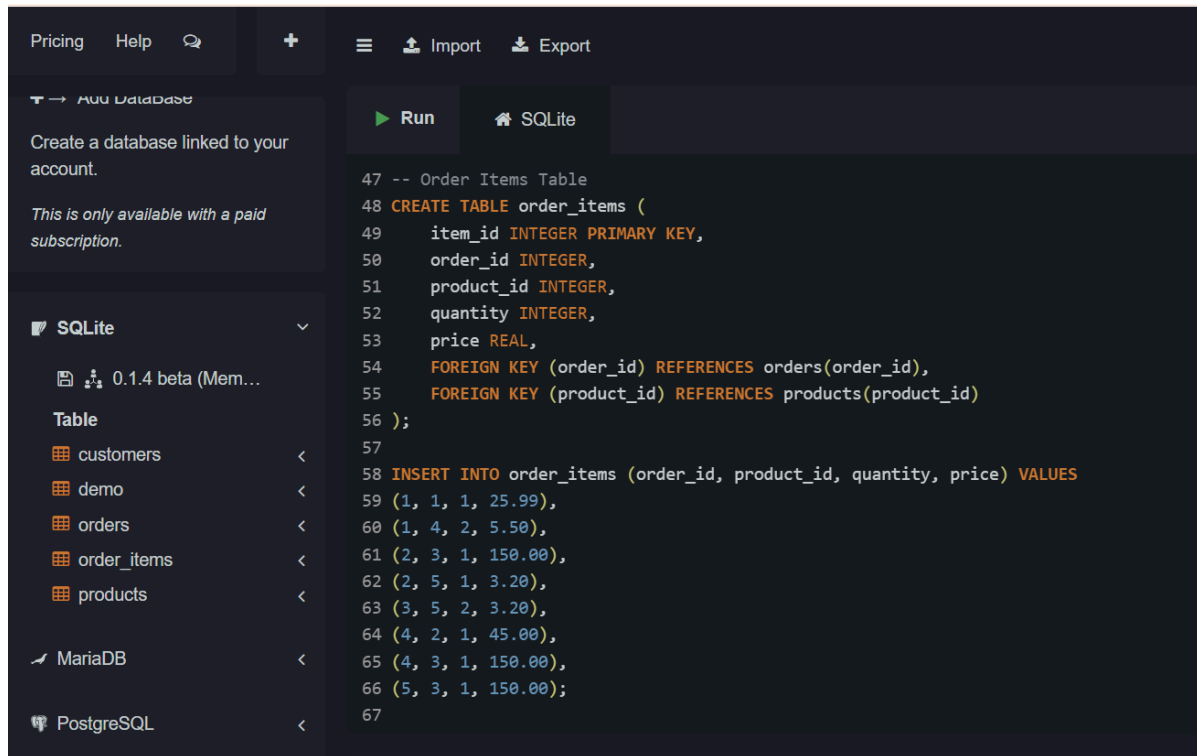 Pricing Help
Import Export
+ → Add DataBase
Create a database linked to your
account.
This is only available with a paid
subscription.
SQLite
0.1.4 beta (Mem...
Table
customers
demo
orders
order_items
products
MariaDB
PostgreSQL
Run SQLite
47 -- Order Items Table
48 CREATE TABLE order_items (
49     item_id INTEGER PRIMARY KEY,
50     order_id INTEGER,
51     product_id INTEGER,
52     quantity INTEGER,
53     price REAL,
54     FOREIGN KEY (order_id) REFERENCES orders(order_id),
55     FOREIGN KEY (product_id) REFERENCES products(product_id)
56 );
57
58 INSERT INTO order_items (order_id, product_id, quantity, price) VALUES
59 (1, 1, 1, 25.99),
60 (1, 4, 2, 5.50),
61 (2, 3, 1, 150.00),
62 (2, 5, 1, 3.20),
63 (3, 5, 2, 3.20),
64 (4, 2, 1, 45.00),
65 (4, 3, 1, 150.00),
66 (5, 3, 1, 150.00);
67